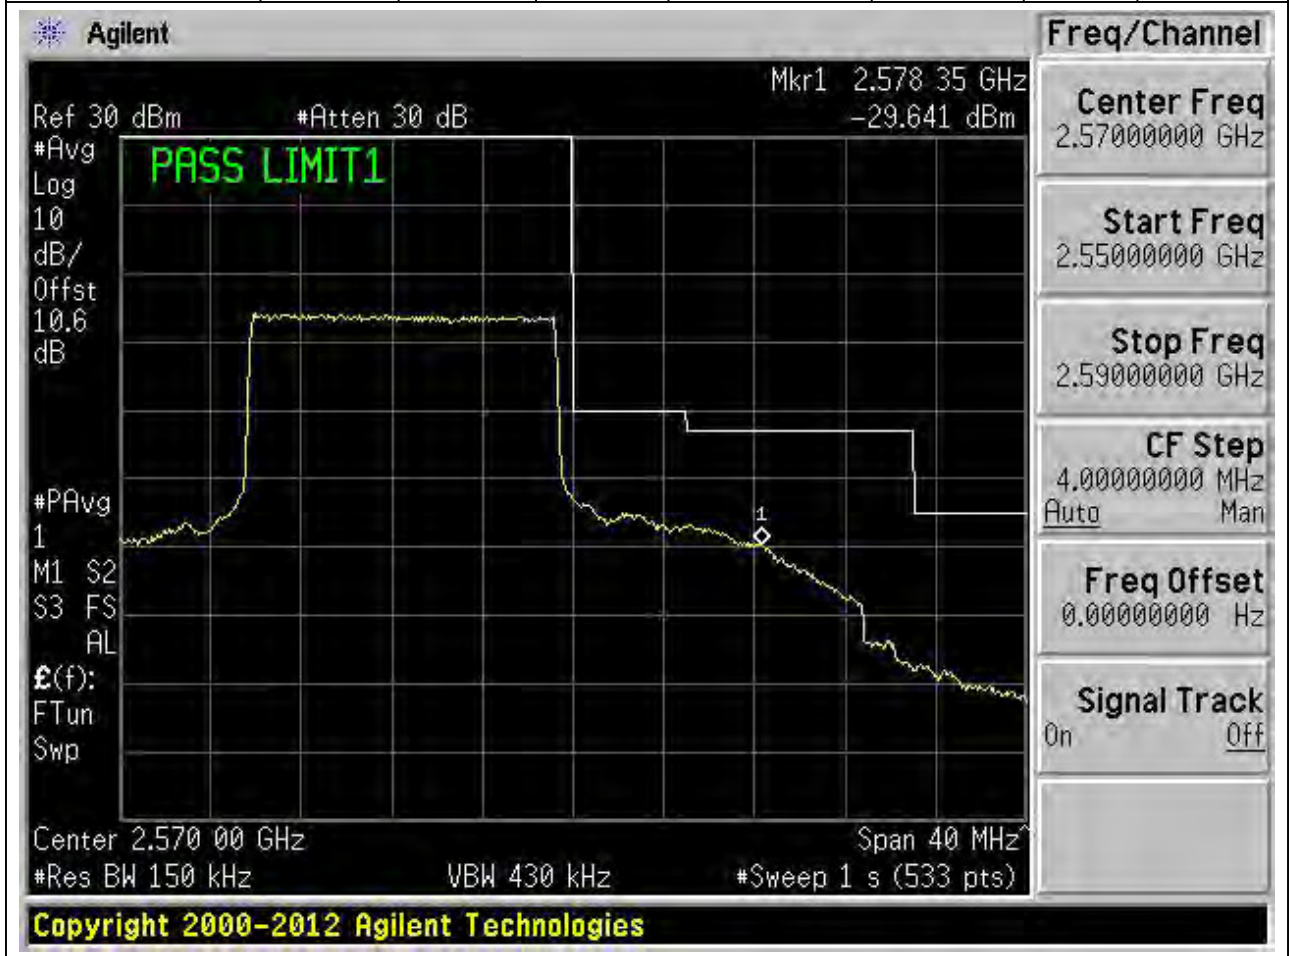 Agilent
Freq/Channel
Mkr1 2.578 35 GHz
Ref 30 dBm #Atten 30 dB -29.641 dBm
#Avg
Log
10
dB/
Offst
10.6
dB
PASS LIMIT1
1
#PAvg
1
M1 S2
S3 FS
AL
£(f):
FTun
Swp
Center 2.570 00 GHz Span 40 MHz^
#Res BW 150 kHz VBW 430 kHz #Sweep 1 s (533 pts)
Center Freq
2.57000000 GHz
Start Freq
2.55000000 GHz
Stop Freq
2.59000000 GHz
CF Step
4.00000000 MHz
Auto Man
Freq Offset
0.00000000 Hz
Signal Track
On Off
Copyright 2000-2012 Agilent Technologies